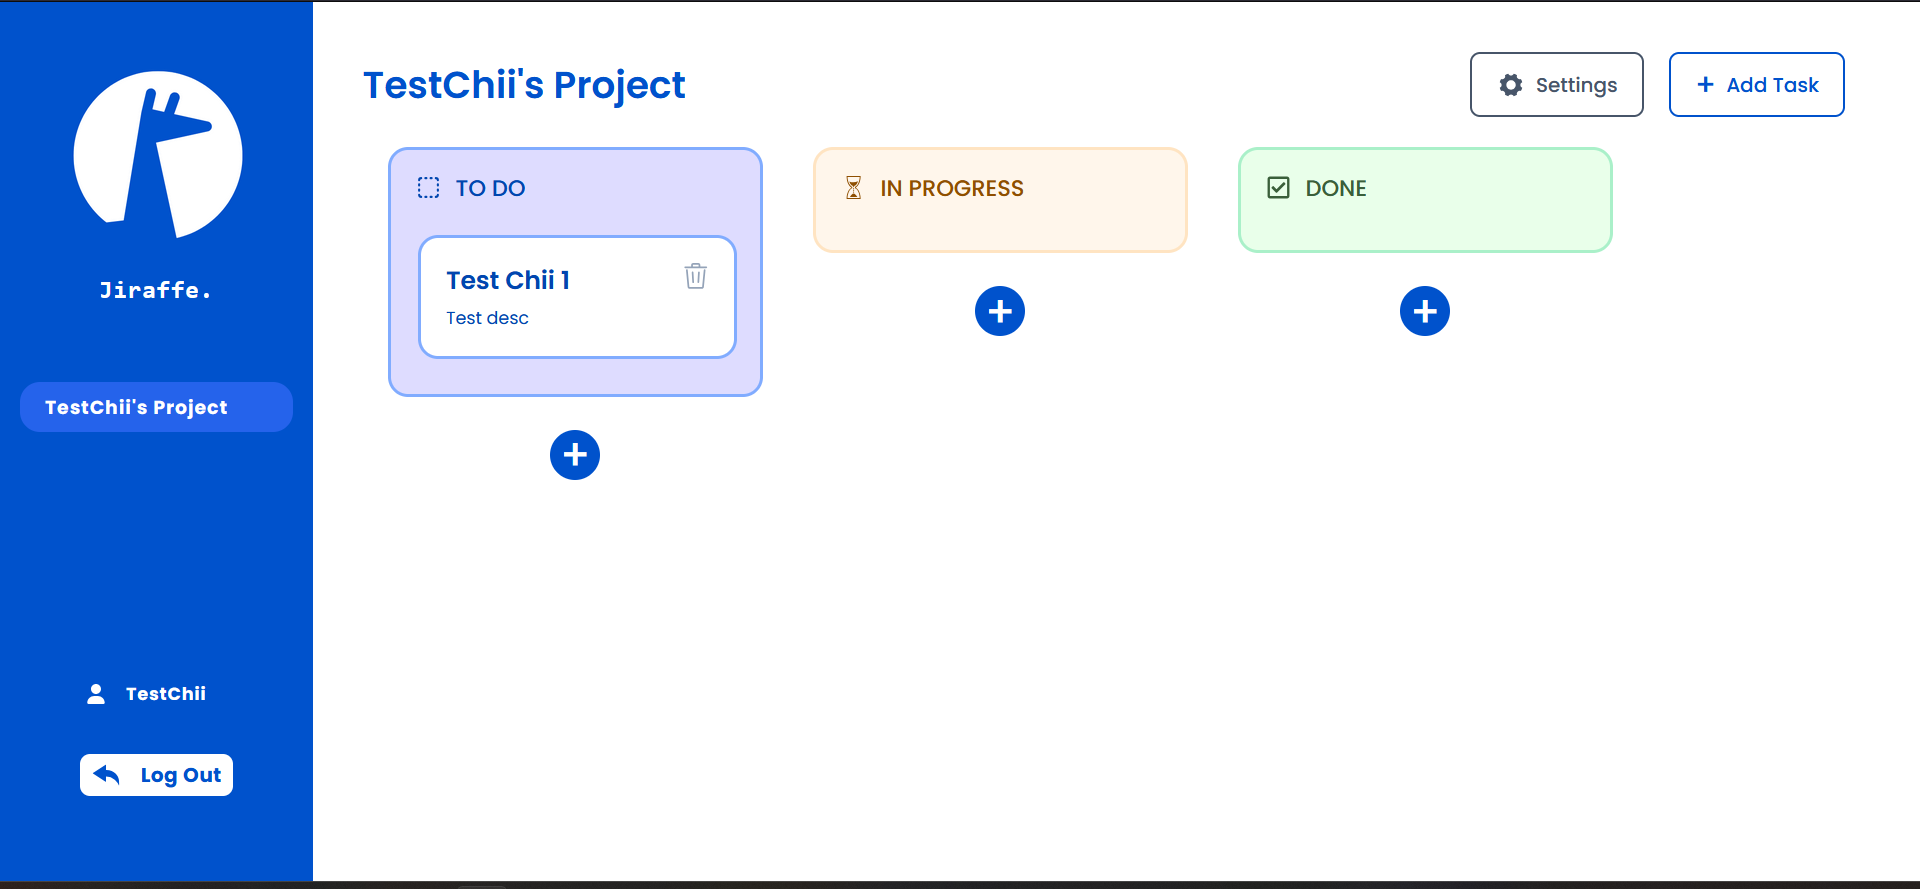 Jiraffe.
TestChii's Project
TestChii
Log Out
TestChii's Project
Settings
+ Add Task
TO DO
Test Chii 1
Test desc
IN PROGRESS
DONE